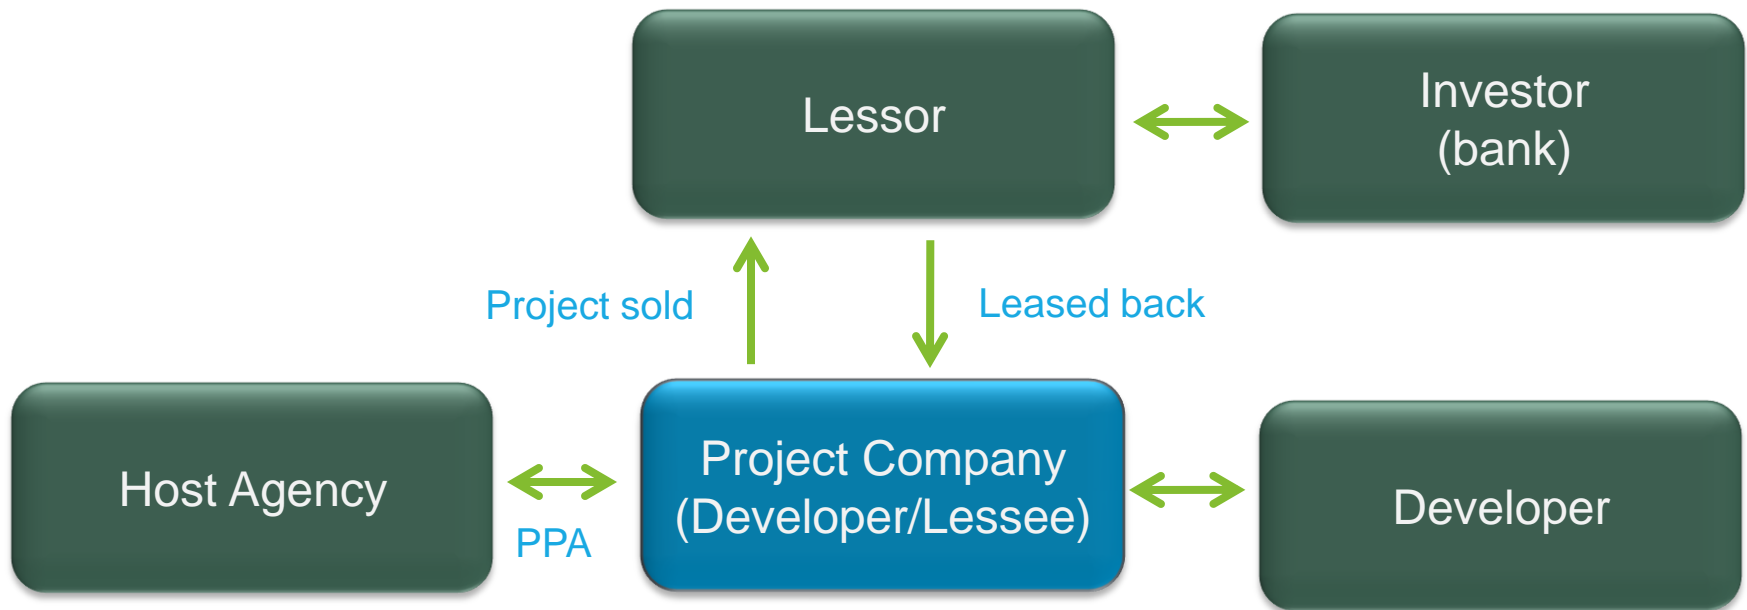 Lessor
Investor
(bank)
Project sold
Leased back
Host Agency
PPA
Project Company
(Developer/Lessee)
Developer